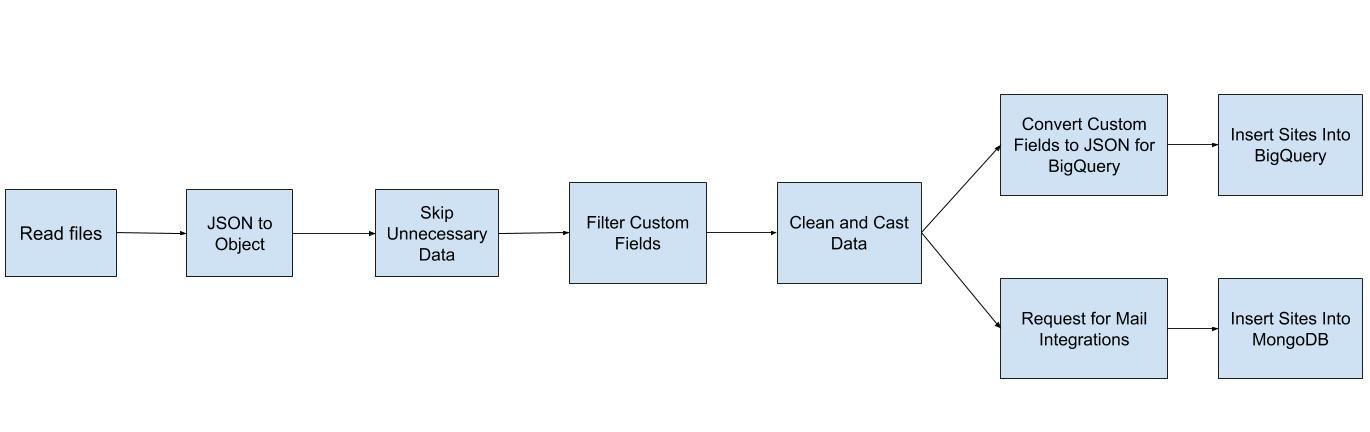 Read files
JSON to
Object
Skip
Unnecessary
Data
Filter Custom
Fields
Clean and Cast
Data
Convert Custom
Fields to JSON for
BigQuery
Insert Sites Into
BigQuery
Request for Mail
Integrations
Insert Sites Into
MongoDB